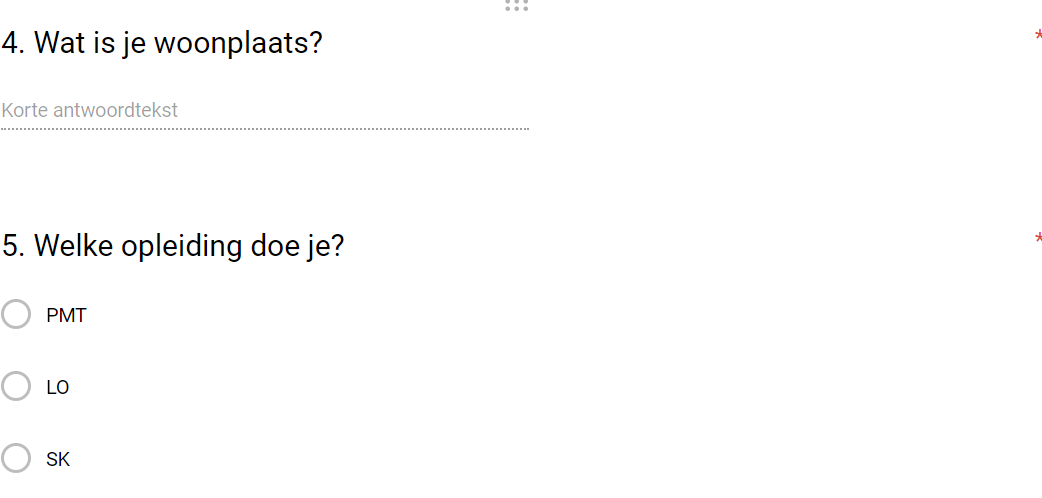 4. Wat is je woonplaats? *
Korte antwoordtekst
5. Welke opleiding doe je? *
PMT
LO
SK